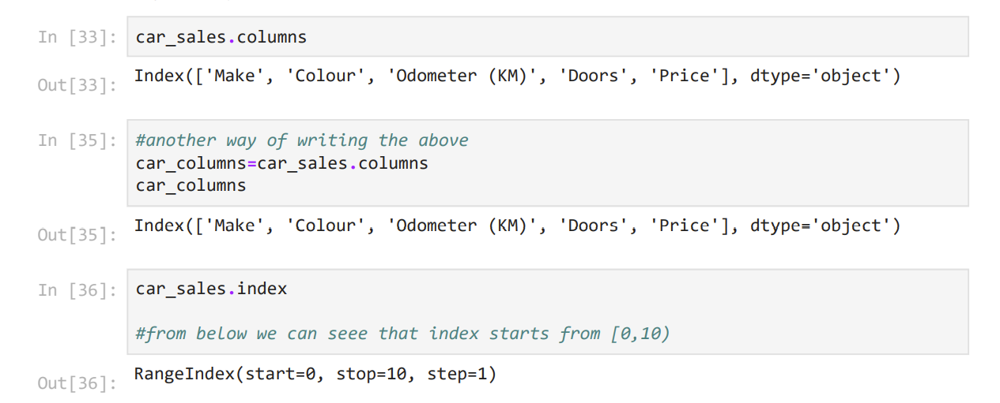 In [33]: car_sales.columns
Out[33]: Index(['Make', 'Colour', 'Odometer (KM)', 'Doors', 'Price'], dtype='object')
In [35]: #another way of writing the above
car_columns=car_sales.columns
car_columns
Out[35]: Index(['Make', 'Colour', 'Odometer (KM)', 'Doors', 'Price'], dtype='object')
In [36]: car_sales.index
#from below we can seee that index starts from [0,10)
Out[36]: RangeIndex(start=0, stop=10, step=1)